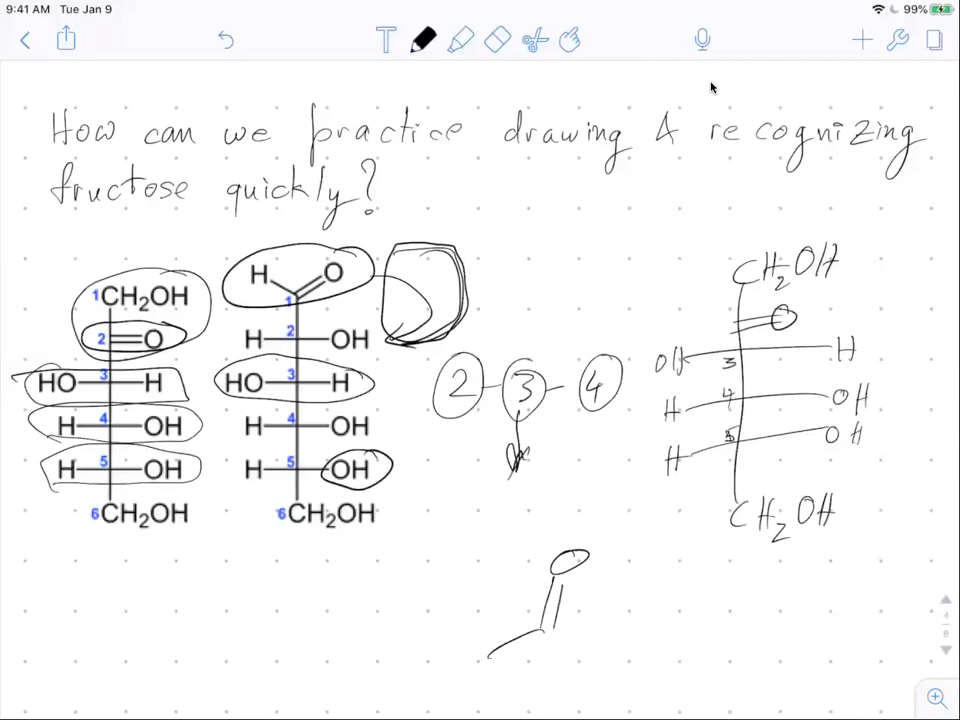 9:41 AM Tue Jan 9
99%
T
How can we practice drawing & recognizing
fructose quickly?
1CH2OH
2 O
HO 3 H
H 4 OH
H 5 OH
6CH2OH
H O
1
H 2 OH
HO 3 H
H 4 OH
H 5 OH
6CH2OH
2 3 4
CH2OH
O
OH 3 H
H 4 OH
H 5 OH
CH2OH
O